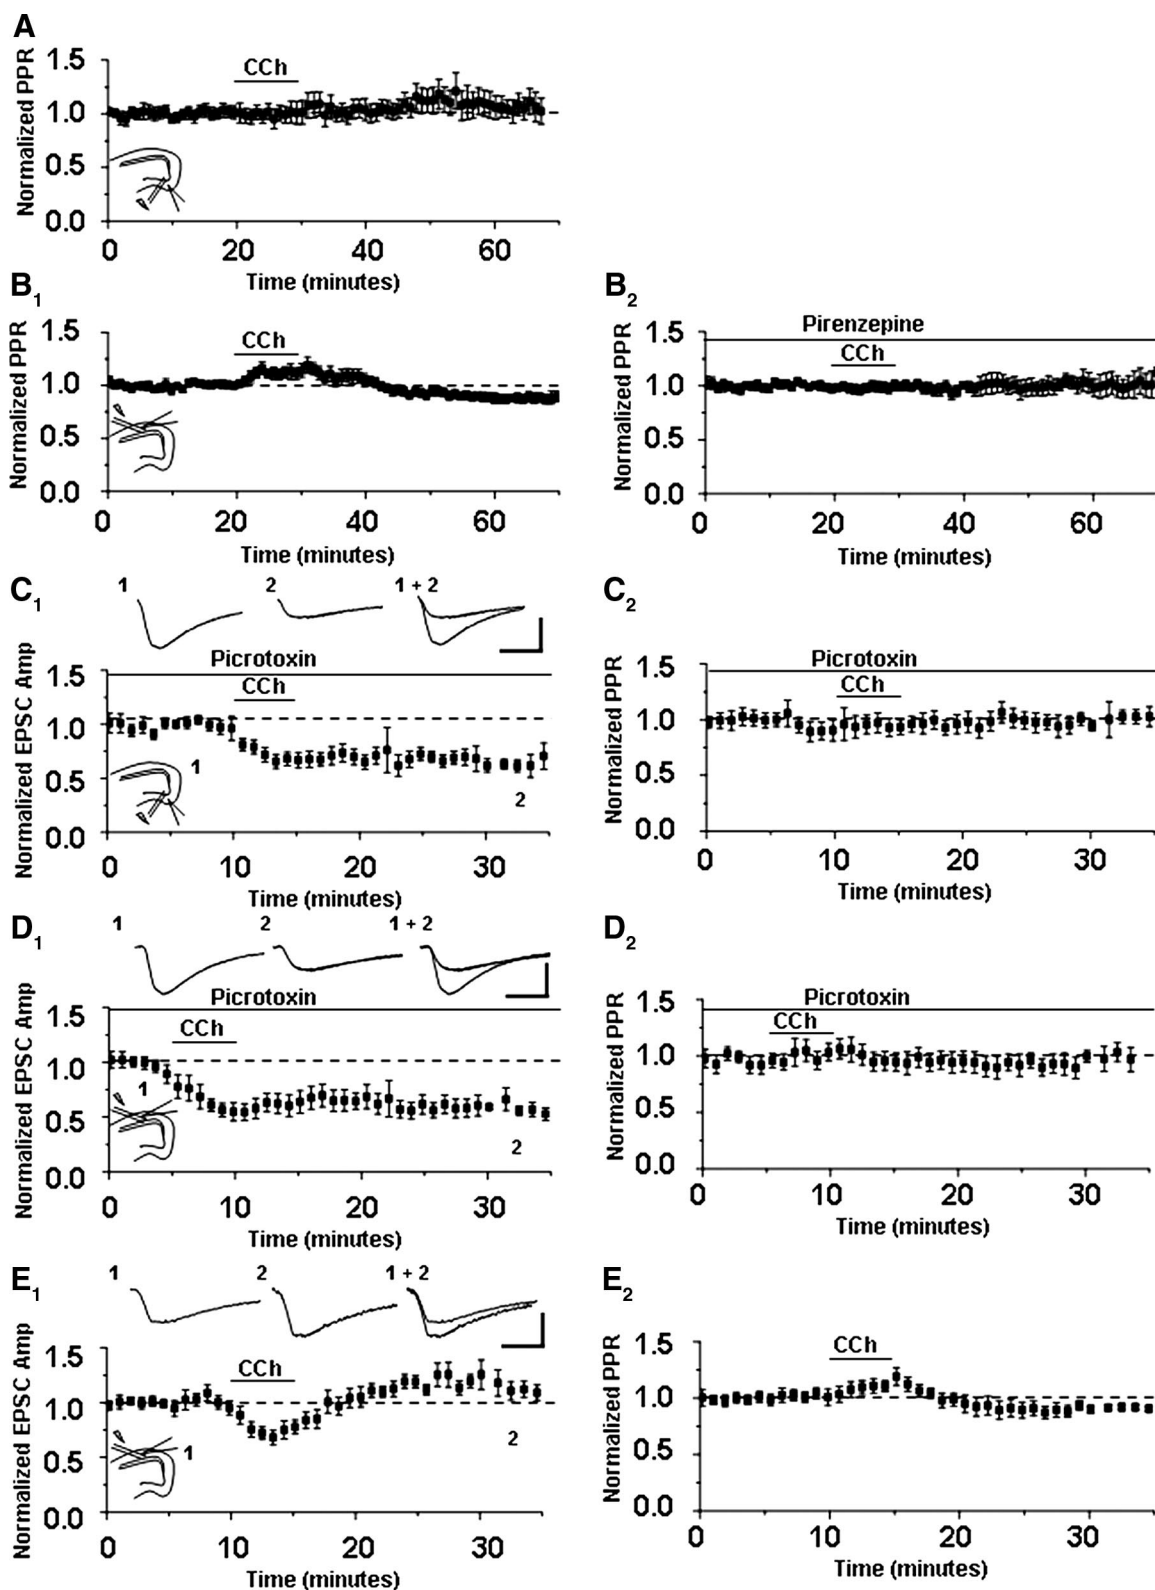 A
Normalized PPR
1.5
1.0
0.5
0.0
CCh
0 20 40 60
Time (minutes)
B1
Normalized PPR
1.5
1.0
0.5
0.0
CCh
0 20 40 60
Time (minutes)
B2
Normalized PPR
1.5
1.0
0.5
0.0
Pirenzepine
CCh
0 20 40 60
Time (minutes)
C1
1 2 1 + 2
Normalized EPSC Amp
1.5
1.0
0.5
0.0
Picrotoxin
CCh
1
2
0 10 20 30
Time (minutes)
C2
Normalized PPR
1.5
1.0
0.5
0.0
Picrotoxin
CCh
0 10 20 30
Time (minutes)
D1
1 2 1 + 2
Normalized EPSC Amp
1.5
1.0
0.5
0.0
Picrotoxin
CCh
1
2
0 10 20 30
Time (minutes)
D2
Normalized PPR
1.5
1.0
0.5
0.0
Picrotoxin
CCh
0 10 20 30
Time (minutes)
E1
1 2 1 + 2
Normalized EPSC Amp
1.5
1.0
0.5
0.0
CCh
1
2
0 10 20 30
Time (minutes)
E2
Normalized PPR
1.5
1.0
0.5
0.0
CCh
0 10 20 30
Time (minutes)